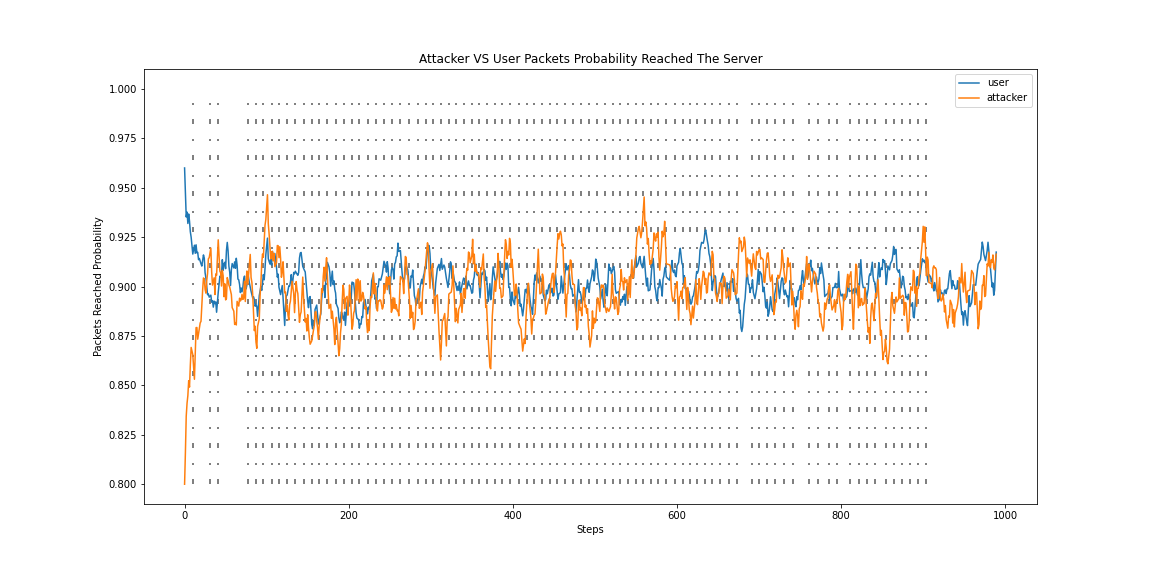 Attacker VS User Packets Probability Reached The Server
user
attacker
1.000
0.975
0.950
0.925
0.900
0.875
0.850
0.825
0.800
Packets Reached Probability
0 200 400 600 800 1000
Steps